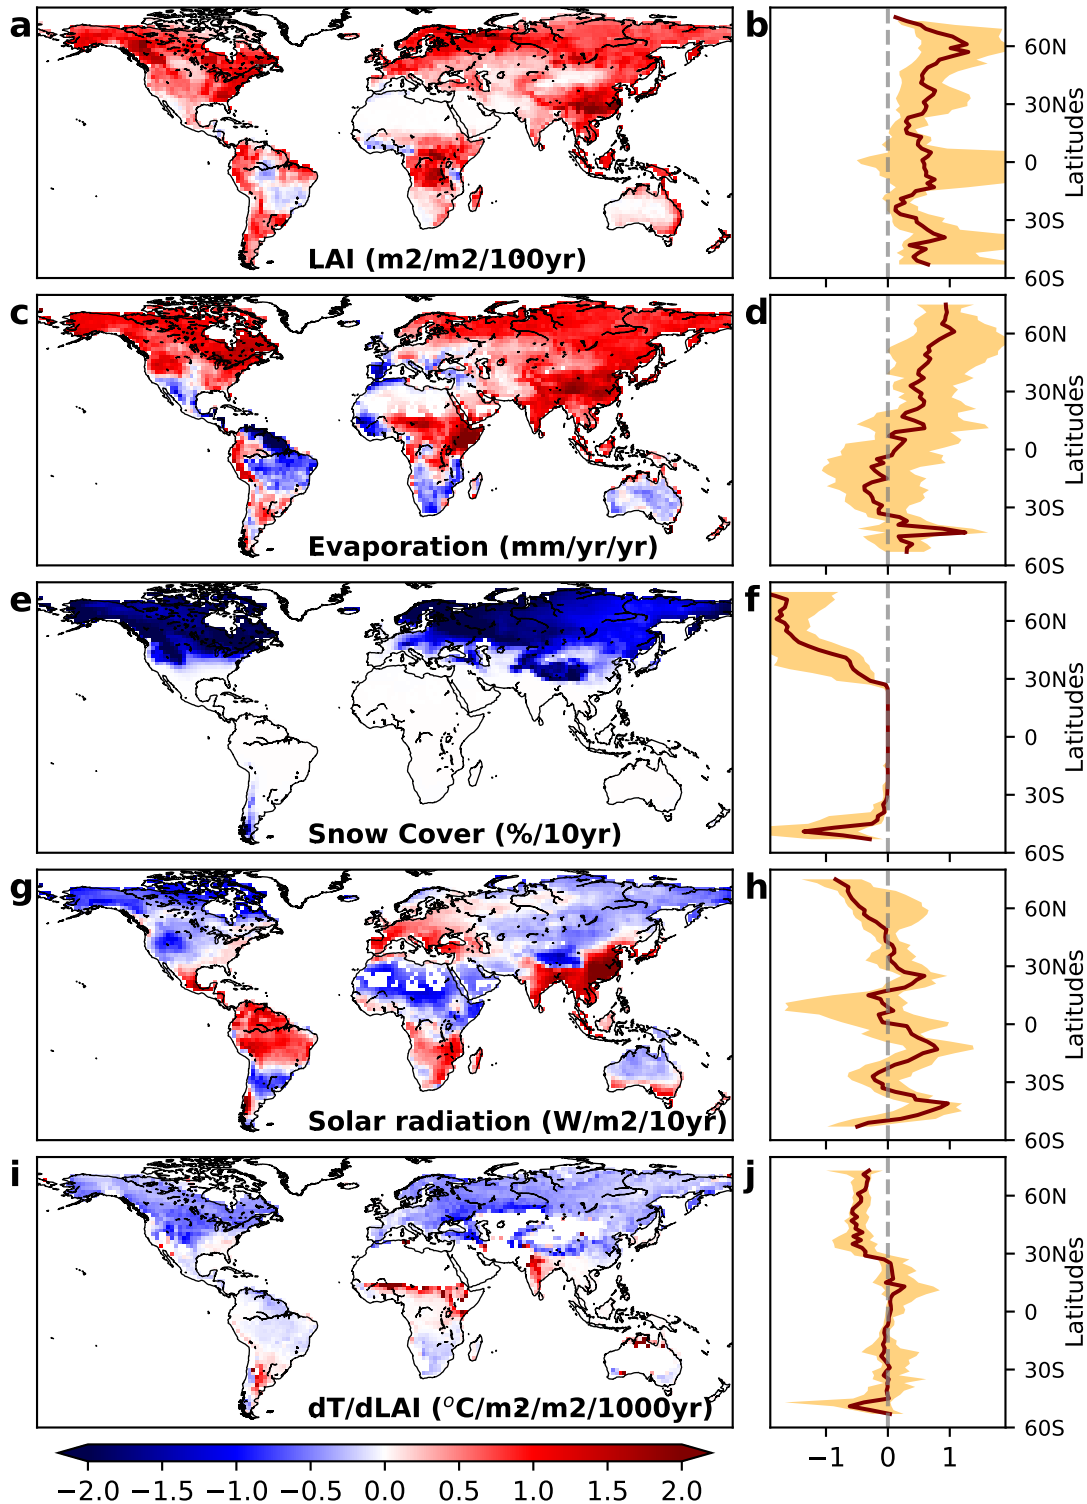 a
b
60N
30N
0
30S
60S
Latitudes
LAI (m2/m2/100yr)
c
d
60N
30N
0
30S
60S
Latitudes
Evaporation (mm/yr/yr)
e
f
60N
30N
0
30S
60S
Latitudes
Snow Cover (%/10yr)
g
h
60N
30N
0
30S
60S
Latitudes
Solar radiation (W/m2/10yr)
i
j
60N
30N
0
30S
60S
Latitudes
dT/dLAI (°C/m2/m2/1000yr)
−1 0 1
−2.0 −1.5 −1.0 −0.5 0.0 0.5 1.0 1.5 2.0